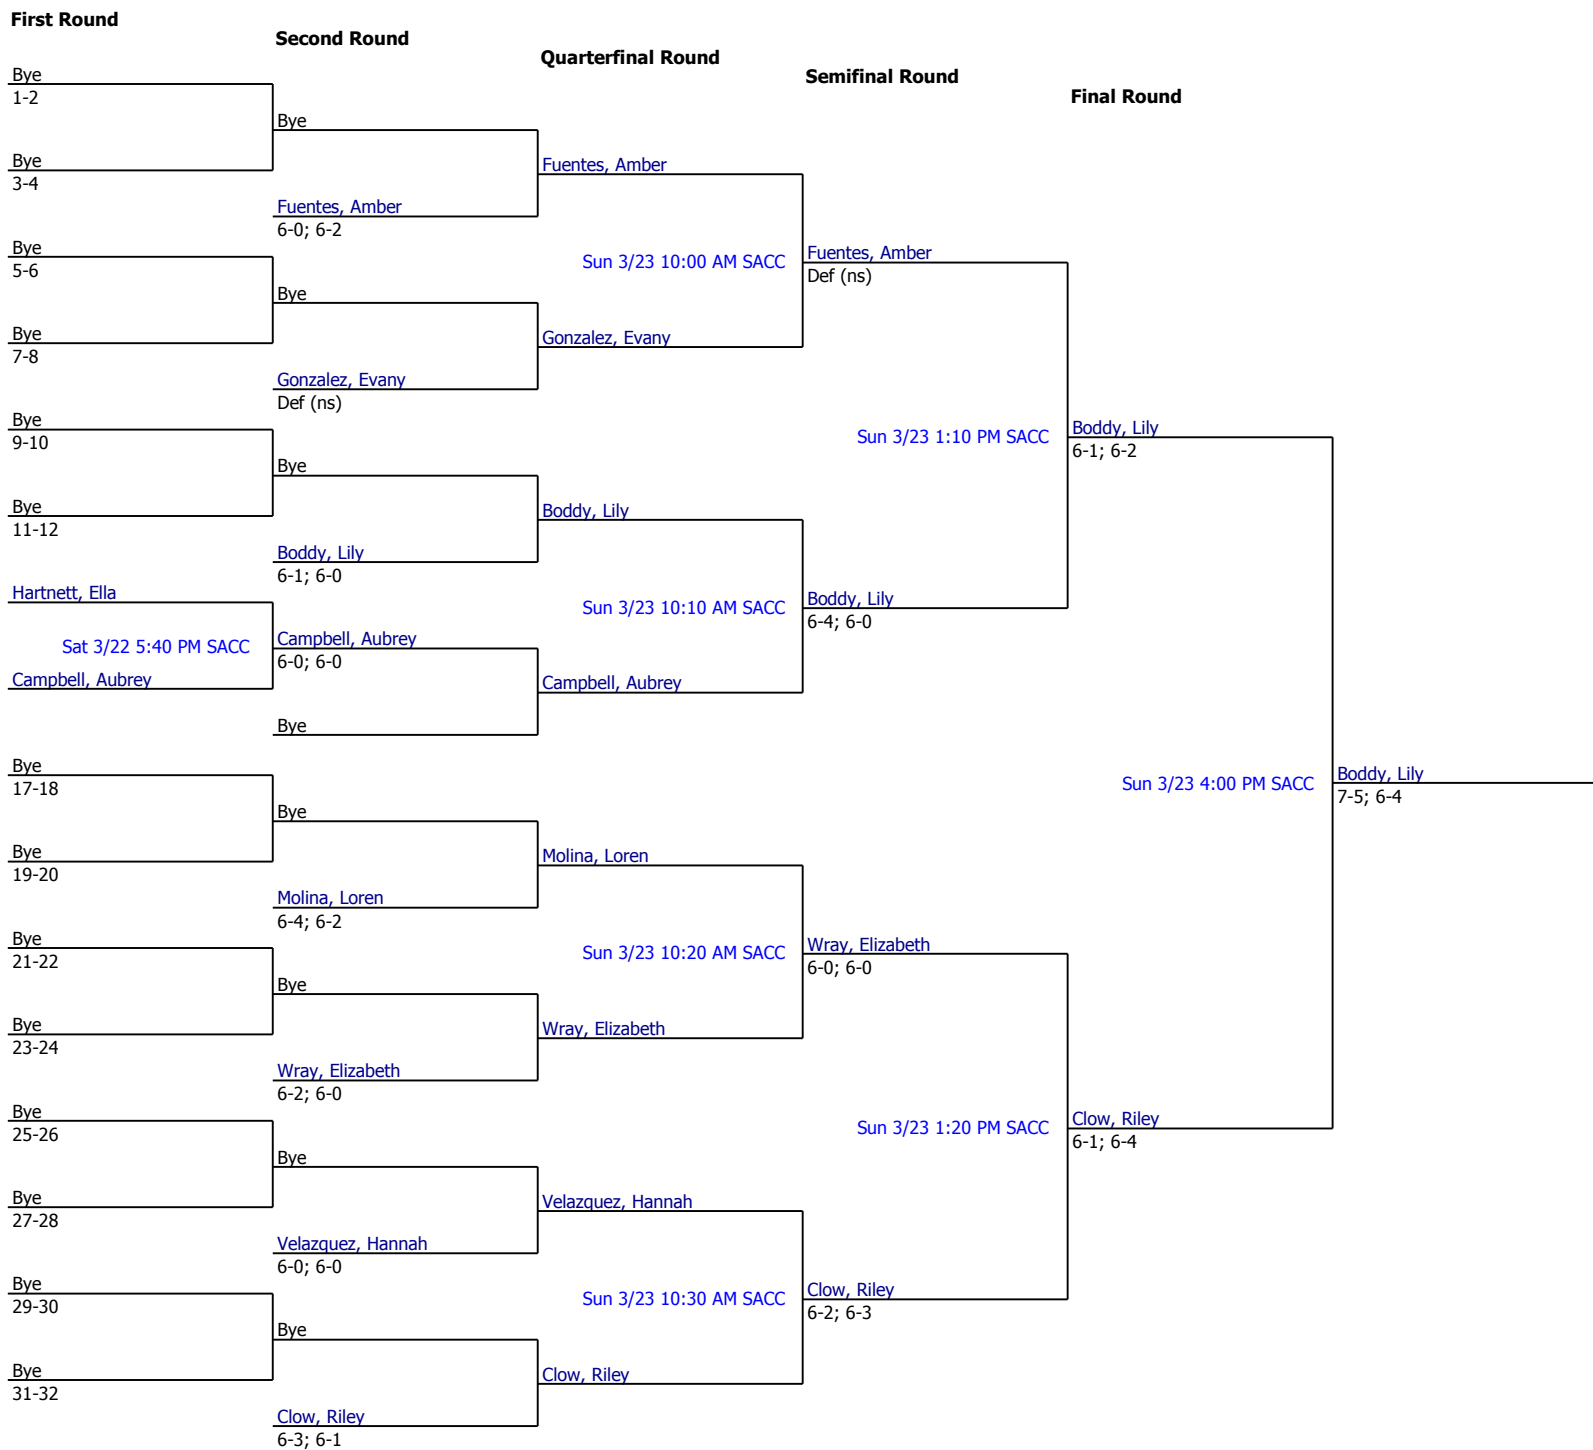 First Round
Second Round
Quarterfinal Round
Semifinal Round
Final Round
Bye
1-2
Bye
Bye
3-4
Fuentes, Amber
Fuentes, Amber
6-0; 6-2
Bye
5-6
Sun 3/23 10:00 AM SACC
Fuentes, Amber
Def (ns)
Bye
Bye
7-8
Gonzalez, Evany
Gonzalez, Evany
Def (ns)
Bye
9-10
Sun 3/23 1:10 PM SACC
Boddy, Lily
6-1; 6-2
Bye
Bye
11-12
Boddy, Lily
Boddy, Lily
6-1; 6-0
Hartnett, Ella
Sun 3/23 10:10 AM SACC
Boddy, Lily
6-4; 6-0
Sat 3/22 5:40 PM SACC
Campbell, Aubrey
6-0; 6-0
Campbell, Aubrey
Campbell, Aubrey
Bye
Bye
17-18
Sun 3/23 4:00 PM SACC
Boddy, Lily
7-5; 6-4
Bye
Bye
19-20
Molina, Loren
Molina, Loren
6-4; 6-2
Bye
21-22
Sun 3/23 10:20 AM SACC
Wray, Elizabeth
6-0; 6-0
Bye
Bye
23-24
Wray, Elizabeth
Wray, Elizabeth
6-2; 6-0
Bye
25-26
Sun 3/23 1:20 PM SACC
Clow, Riley
6-1; 6-4
Bye
Bye
27-28
Velazquez, Hannah
Velazquez, Hannah
6-0; 6-0
Bye
29-30
Sun 3/23 10:30 AM SACC
Clow, Riley
6-2; 6-3
Bye
Bye
31-32
Clow, Riley
Clow, Riley
6-3; 6-1